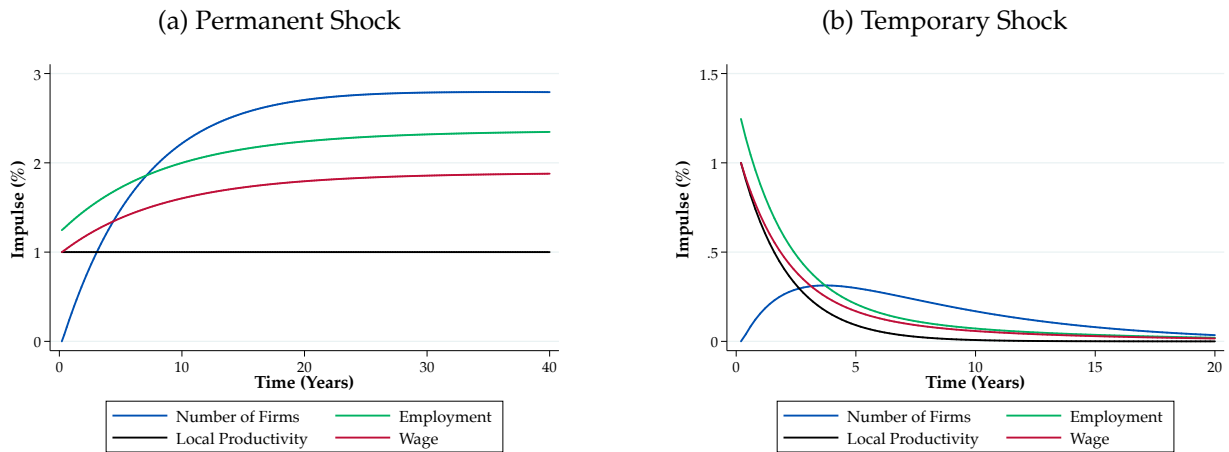 (a) Permanent Shock
3
2
1
0
Impulse (%)
0 10 20 30 40
Time (Years)
Number of Firms Employment
Local Productivity Wage
(b) Temporary Shock
1.5
1
.5
0
Impulse (%)
0 5 10 15 20
Time (Years)
Number of Firms Employment
Local Productivity Wage